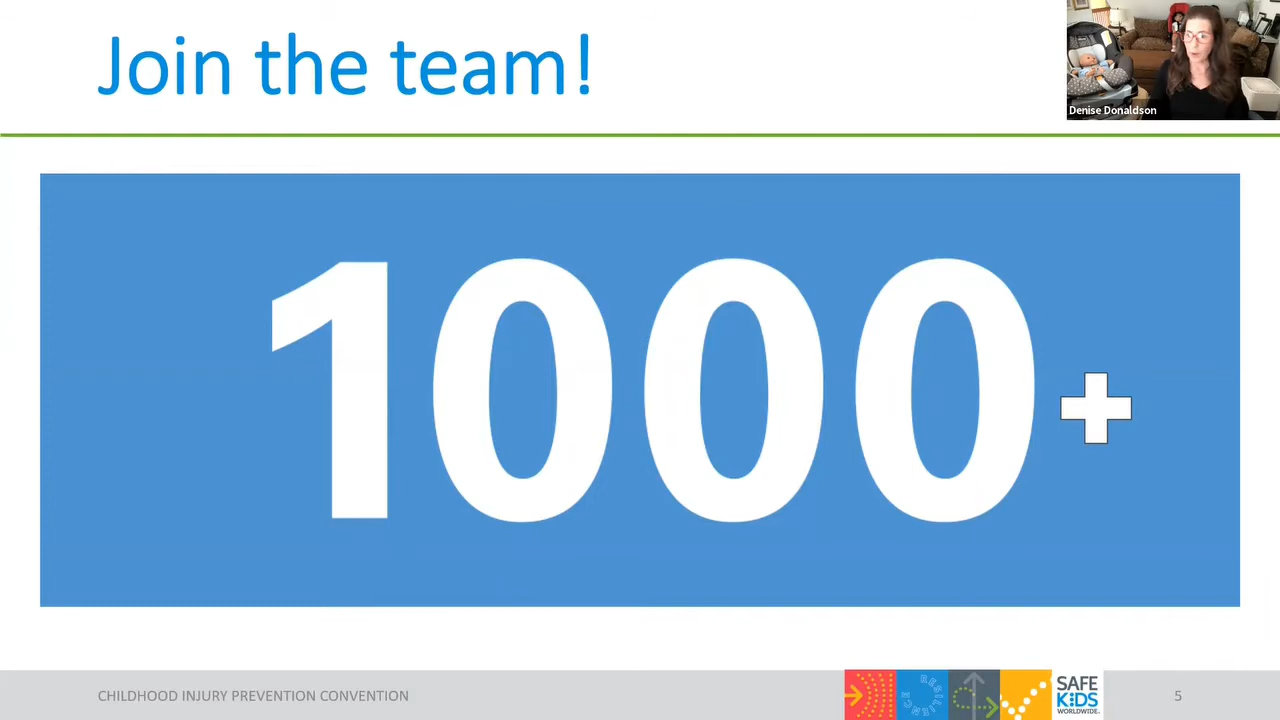 Join the team!
Denise Donaldson
1000+
CHILDHOOD INJURY PREVENTION CONVENTION
SAFE
KiDS
WORLDWIDE.
5